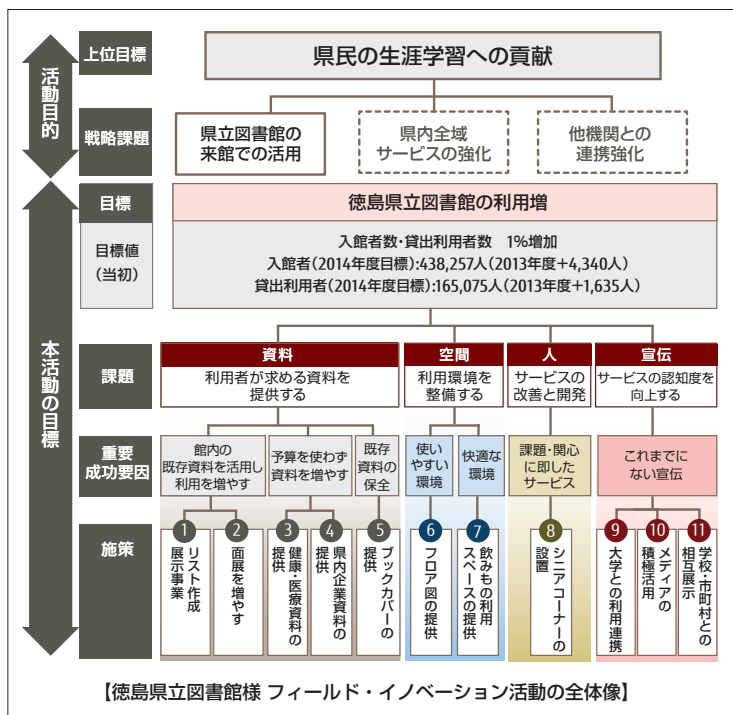 活動目的
上位目標
県民の生涯学習への貢献
戦略課題
県立図書館の
来館での活用
県内全域
サービスの強化
他機関との
連携強化
本活動の目標
目標
徳島県立図書館の利用増
目標値
(当初)
入館者数・貸出利用者数 1%増加
入館者(2014年度目標):438,257人(2013年度+4,340人)
貸出利用者(2014年度目標):165,075人(2013年度+1,635人)
課題
資料
利用者が求める資料を
提供する
空間
利用環境を
整備する
人
サービスの
改善と開発
宣伝
サービスの認知度を
向上する
重要
成功要因
館内の
既存資料を活用し
利用を増やす
予算を使わず
資料を増やす
既存
資料の
保全
使い
やすい
環境
快適な
環境
課題・関心
に即した
サービス
これまでに
ない宣伝
施策
1
リスト作成
展示事業
2
面展を増やす
3
健康・医療資料の
提供
4
県内企業資料の
提供
5
ブックカバーの
提供
6
フロア図の提供
7
飲みもの利用
スペースの提供
8
シニアコーナーの
設置
9
大学との利用連携
10
メディアの
積極活用
11
学校・市町村との
相互展示
【徳島県立図書館様 フィールド・イノベーション活動の全体像】